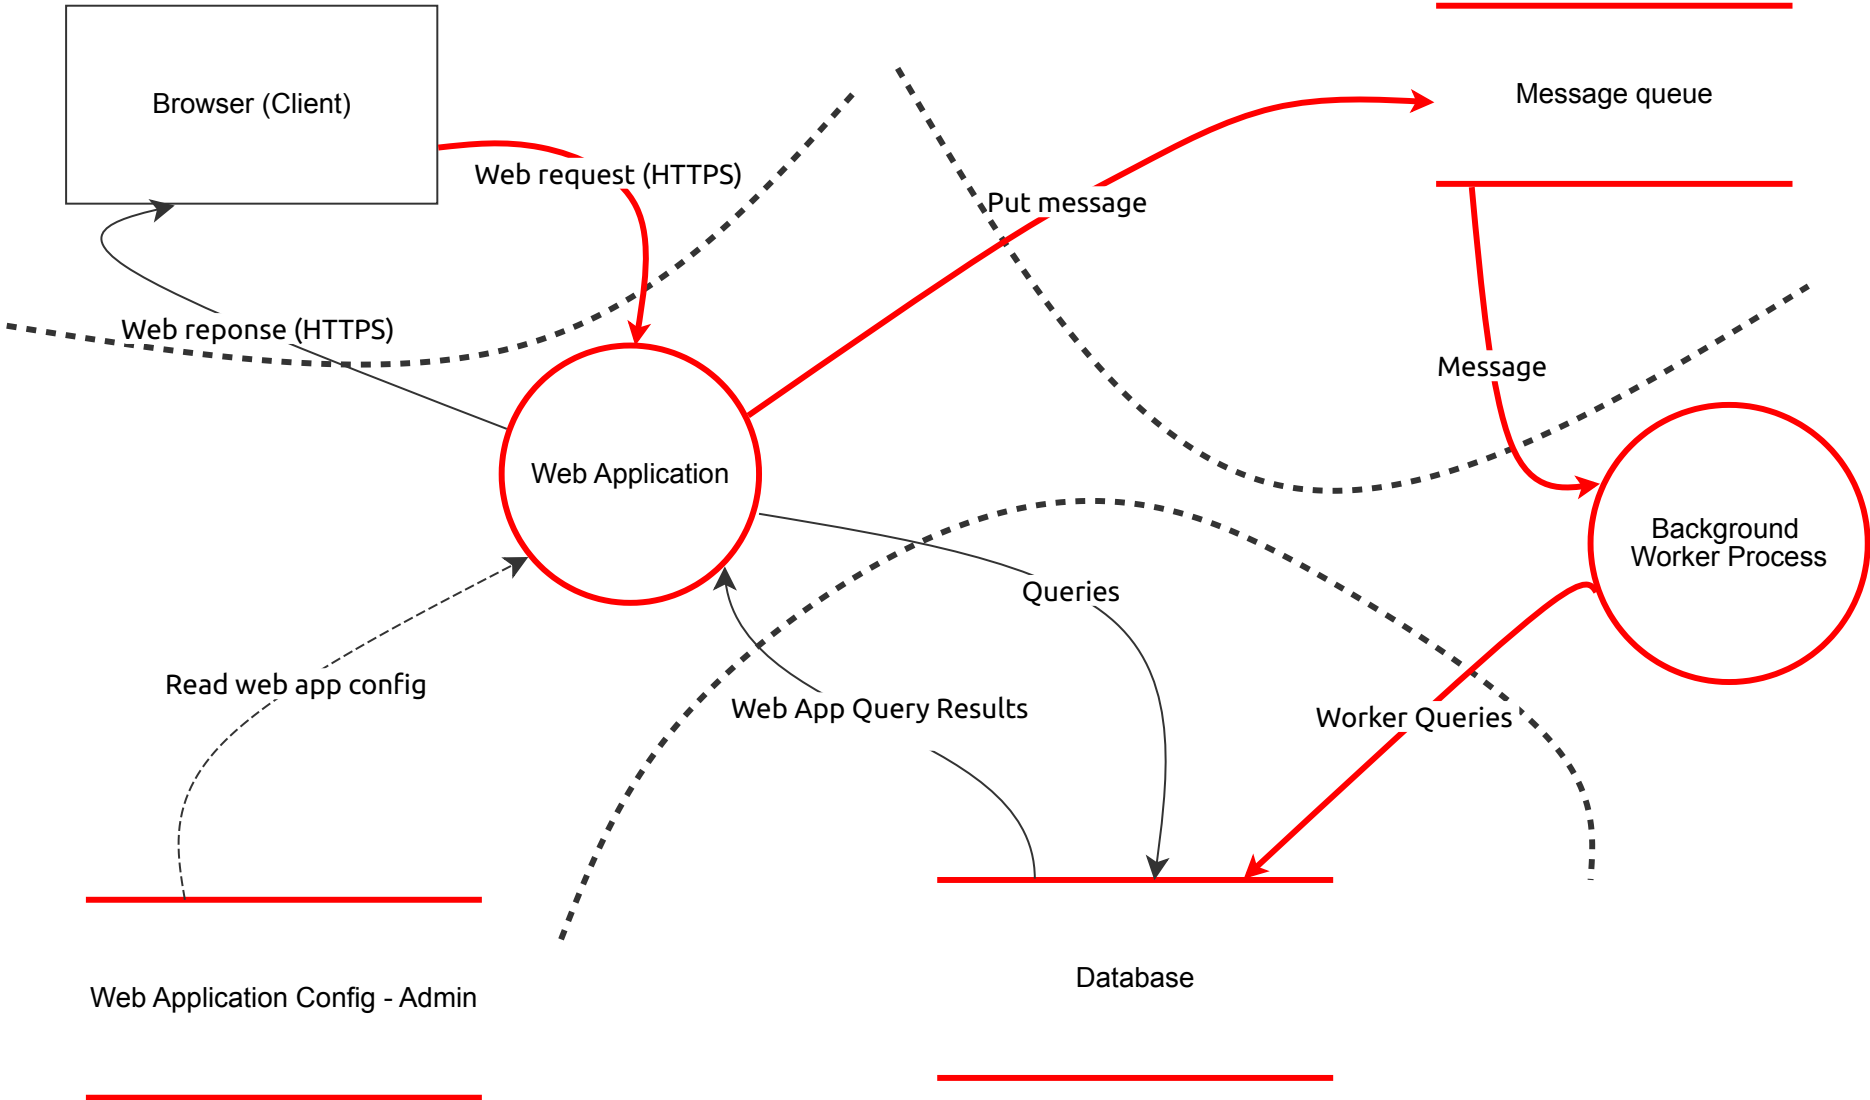 Browser (Client)
Message queue
Web request (HTTPS)
Put message
Web reponse (HTTPS)
Message
Web Application
Background
Worker Process
Queries
Read web app config
Web App Query Results
Worker Queries
Database
Web Application Config - Admin